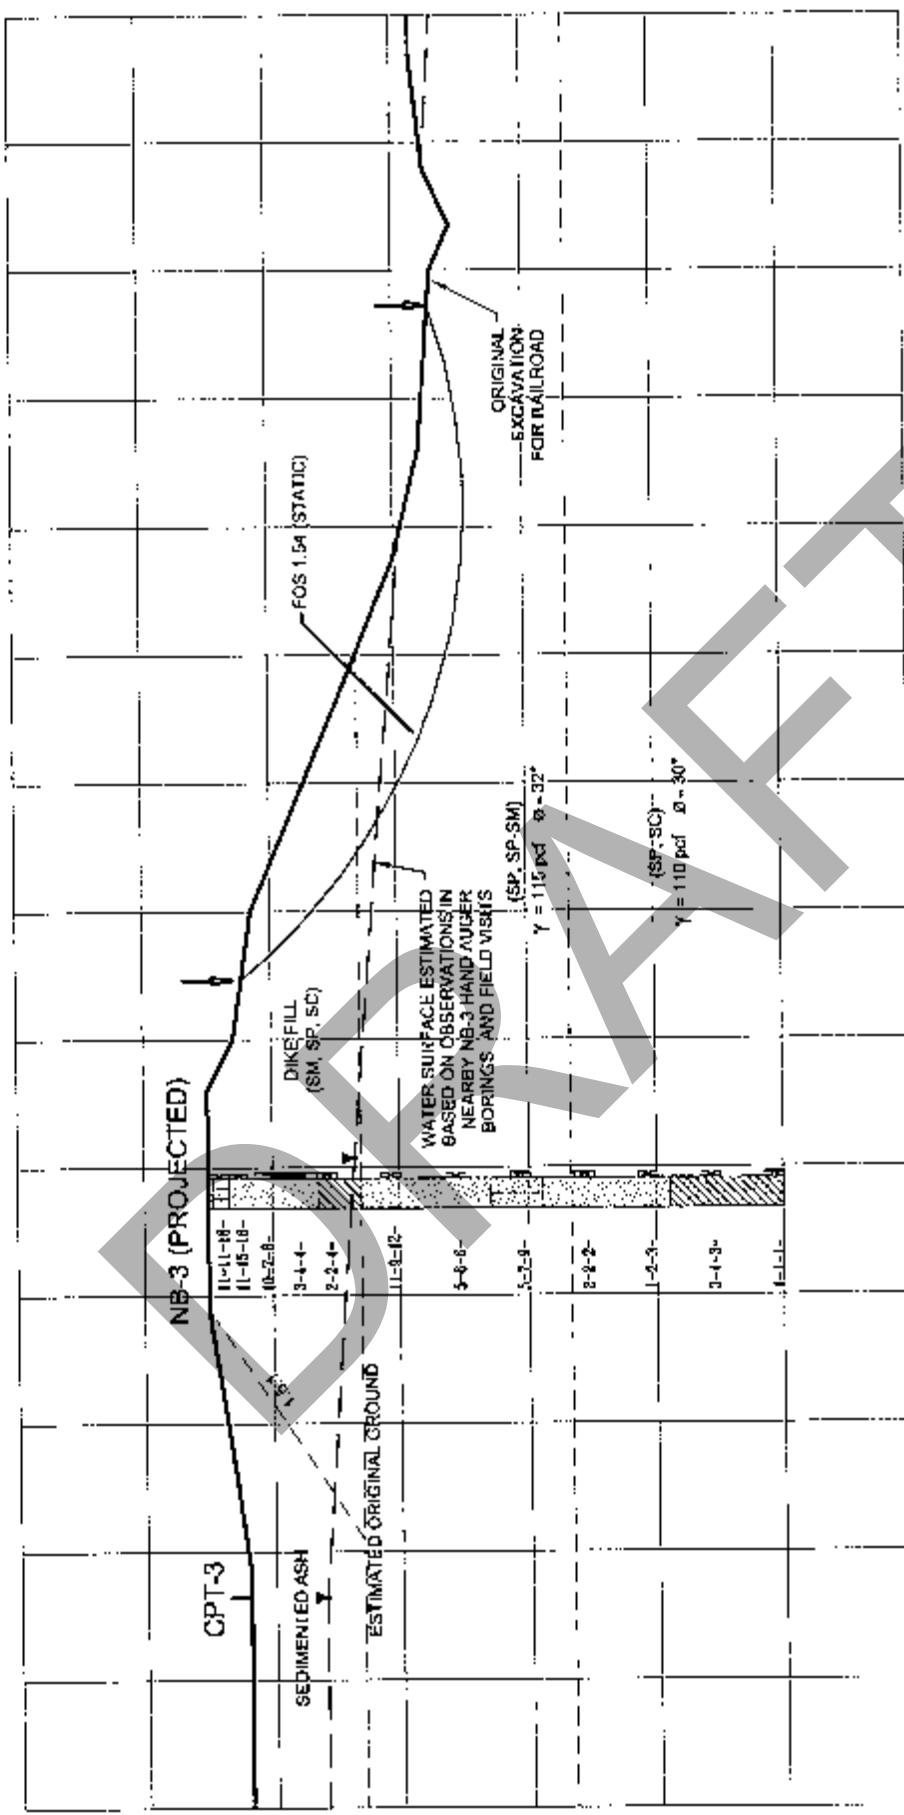 NB-3 (PROJECTED)
CPT-3
SEDIMENTED ASH
ESTIMATED ORIGINAL GROUND
DIKE FILL
(SM, SP, SC)
WATER SURFACE ESTIMATED
BASED ON OBSERVATIONS IN
NEARBY NB-3 HAND AUGER
BORINGS AND FIELD VISITS
FOS 1.54 (STATIC)
ORIGINAL
EXCAVATION
FOR RAILROAD
(SP, SP-SM)
γ = 115 pcf ø - 32°
(SP, SC)
γ = 110 pcf ø - 30°
11-15-18-
10-7-8-
3-4-4-
2-2-4-
11-9-12-
5-6-6-
5-7-9-
2-2-2-
1-2-3-
3-4-3-
1-1-1-
DRAFT